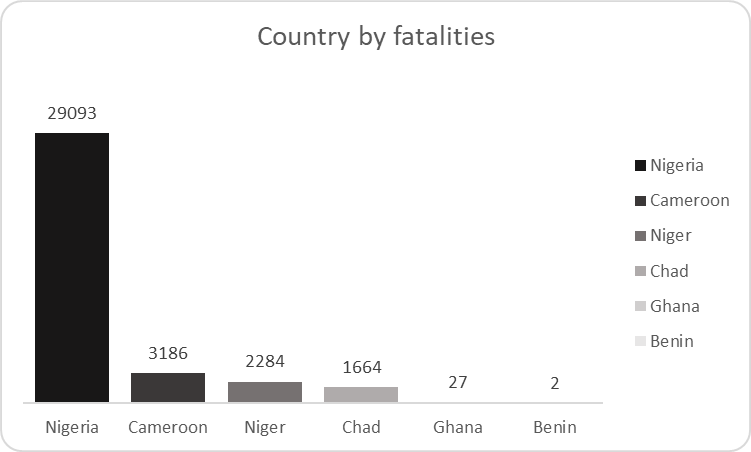 Country by fatalities
29093
3186
2284
1664
27
2
Nigeria
Cameroon
Niger
Chad
Ghana
Benin
Nigeria
Cameroon
Niger
Chad
Ghana
Benin